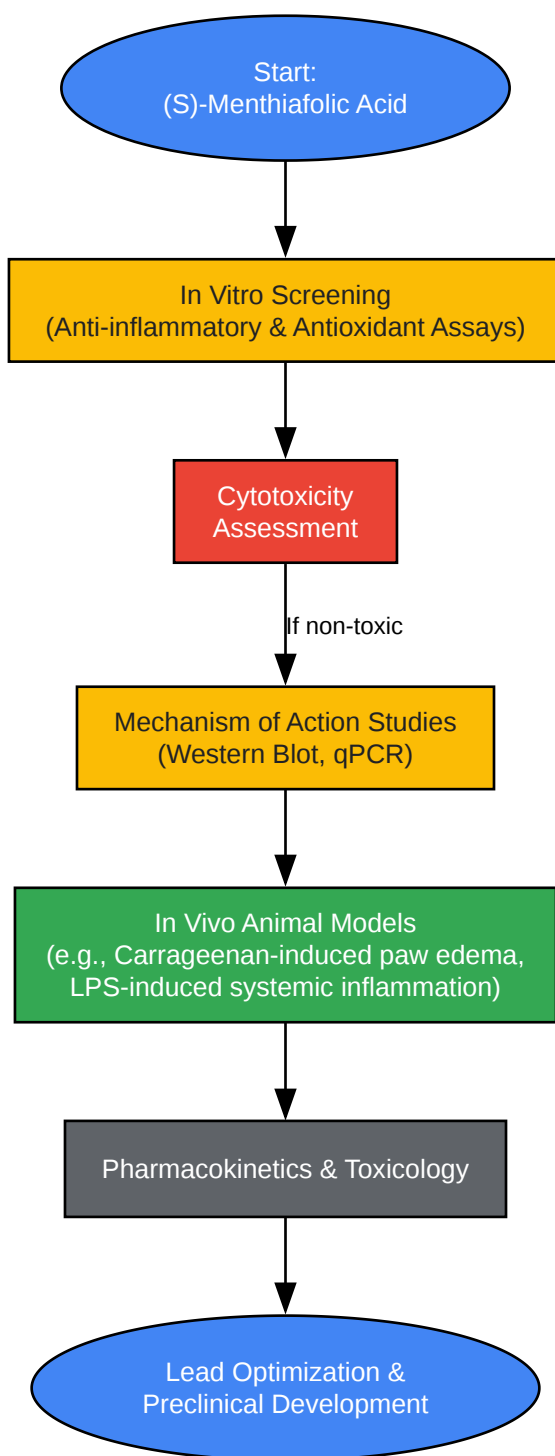 Start:
(S)-Menthiafolic Acid
In Vitro Screening
(Anti-inflammatory & Antioxidant Assays)
Cytotoxicity
Assessment
If non-toxic
Mechanism of Action Studies
(Western Blot, qPCR)
In Vivo Animal Models
(e.g., Carrageenan-induced paw edema,
LPS-induced systemic inflammation)
Pharmacokinetics & Toxicology
Lead Optimization &
Preclinical Development